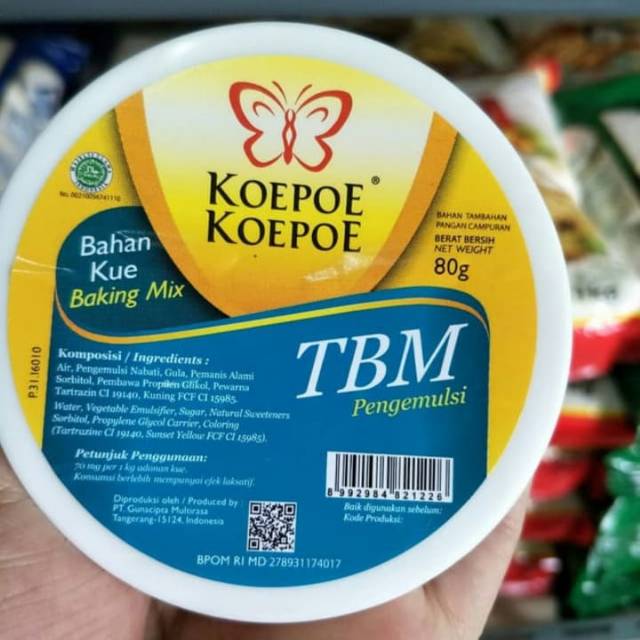 KOEPOE ®
KOEPOE
No. 00210056741110
BAHAN TAMBAHAN
PANGAN CAMPURAN
BERAT BERSIH
NET WEIGHT
80g
Bahan
Kue
Baking Mix
P.31.16010
TBM
Pengemulsi
Komposisi / Ingredients :
Air, Pengemulsi Nabati, Gula, Pemanis Alami
Sorbitol, Pembawa Propilen Glikol, Pewarna
Tartrazin CI 19140, Kuning FCF CI 15985.
Water, Vegetable Emulsifier, Sugar, Natural Sweeteners
Sorbitol, Propylene Glycol Carrier, Coloring
(Tartrazine CI 19140, Sunset Yellow FCF CI 15985).
Petunjuk Penggunaan:
70 mg per 1 kg adonan kue.
Konsumsi berlebih mempunyai efek laksatif.
Diproduksi oleh / Produced by :
PT. Gunacipta Multirasa
Tangerang-15124, Indonesia
8 992984 821226
Baik digunakan sebelum:
Kode Produksi:
BPOM RI MD 278931174017